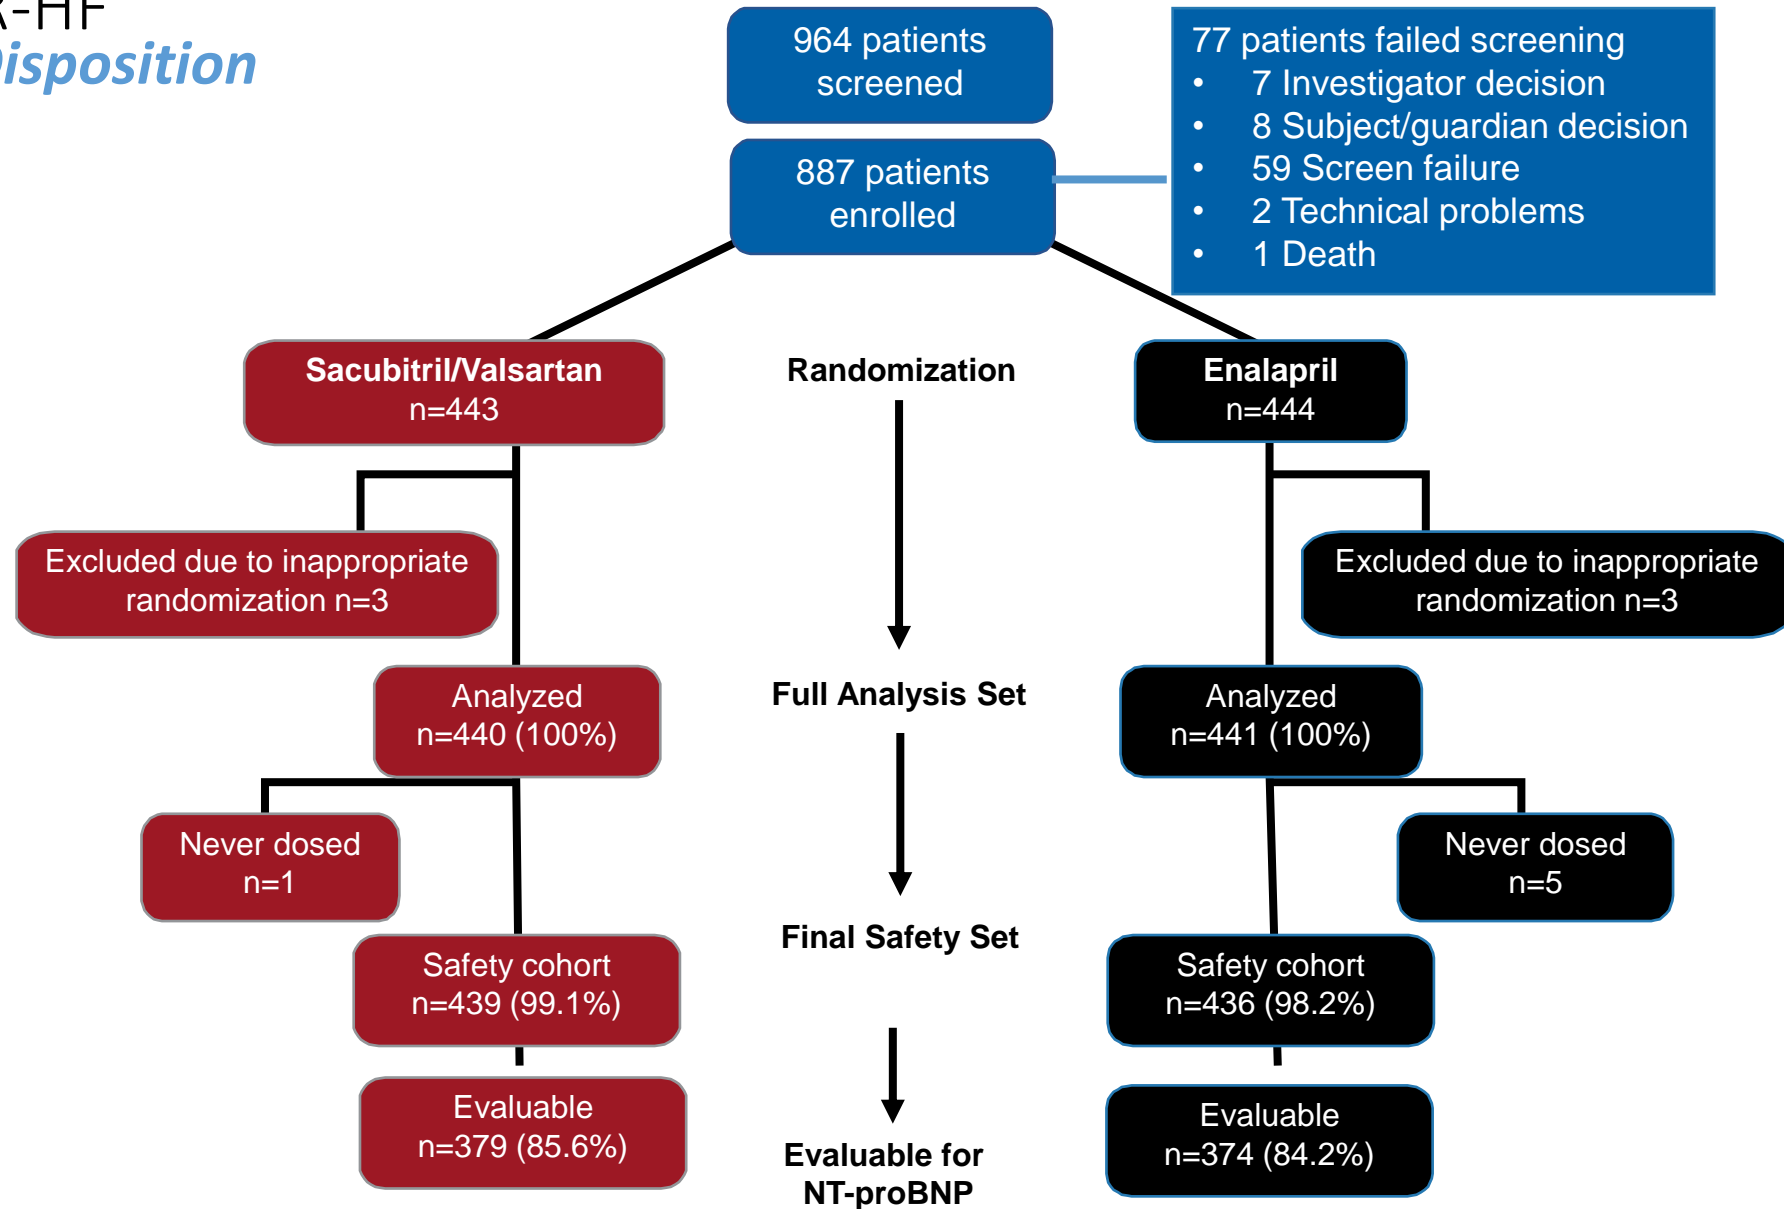 R-HF
Disposition
964 patients
screened
77 patients failed screening
• 7 Investigator decision
• 8 Subject/guardian decision
• 59 Screen failure
• 2 Technical problems
• 1 Death
887 patients
enrolled
Sacubitril/Valsartan
n=443
Randomization
Enalapril
n=444
Excluded due to inappropriate
randomization n=3
Excluded due to inappropriate
randomization n=3
Analyzed
n=440 (100%)
Full Analysis Set
Analyzed
n=441 (100%)
Never dosed
n=1
Never dosed
n=5
Safety cohort
n=439 (99.1%)
Final Safety Set
Safety cohort
n=436 (98.2%)
Evaluable
n=379 (85.6%)
Evaluable for
NT-proBNP
Evaluable
n=374 (84.2%)